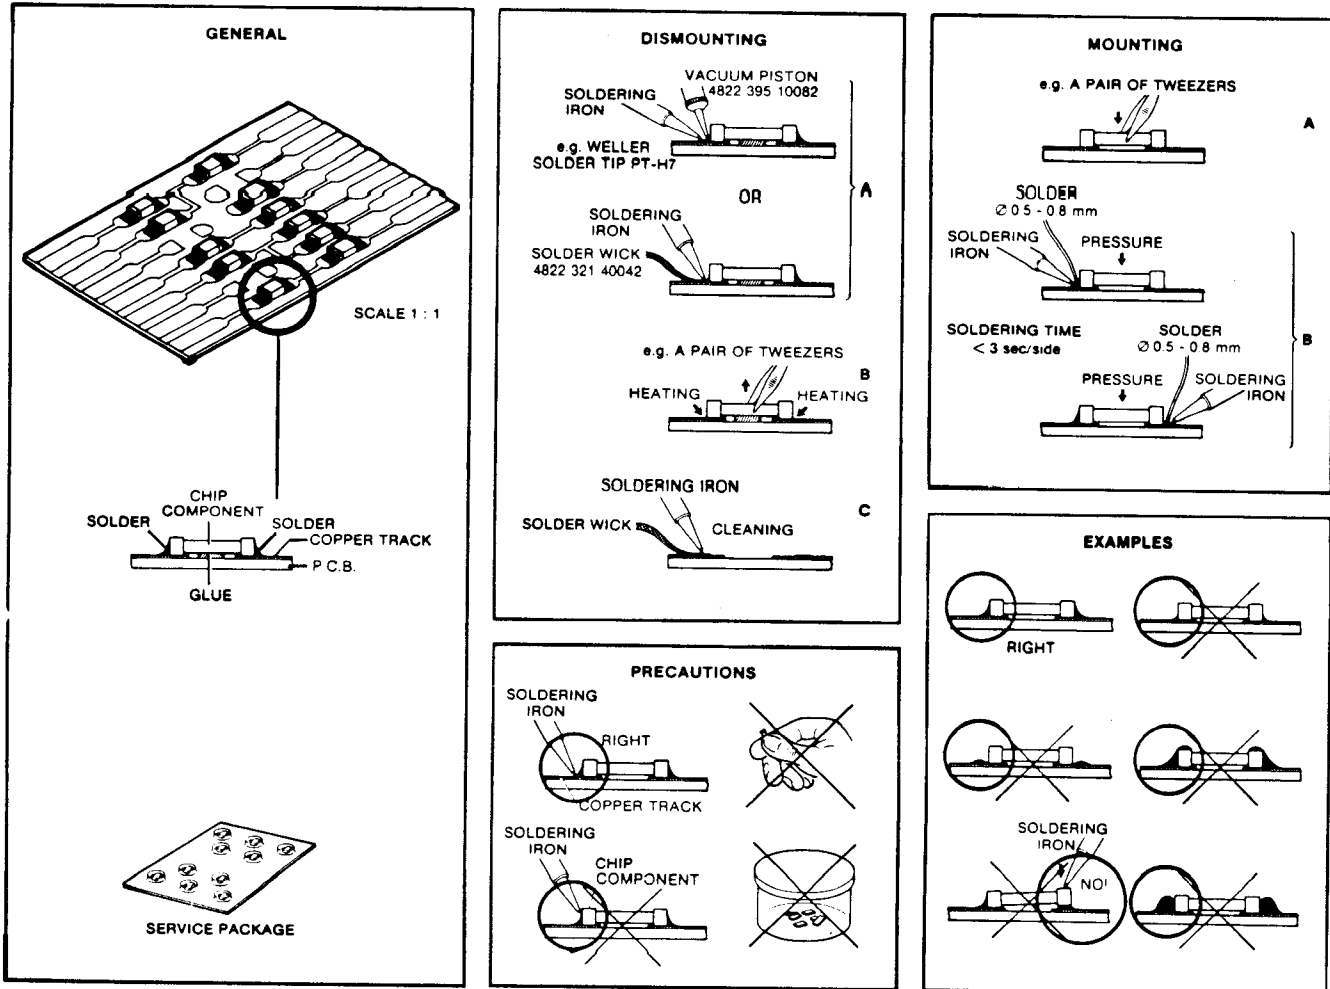 GENERAL
SCALE 1 : 1
CHIP
COMPONENT
SOLDER
SOLDER
COPPER TRACK
P.C.B.
GLUE
SERVICE PACKAGE
DISMOUNTING
VACUUM PISTON
4822 395 10082
SOLDERING
IRON
e.g. WELLER
SOLDER TIP PT-H7
A
OR
SOLDERING
IRON
SOLDER WICK
4822 321 40042
e.g. A PAIR OF TWEEZERS
B
HEATING
HEATING
SOLDERING IRON
C
SOLDER WICK
CLEANING
PRECAUTIONS
SOLDERING
IRON
RIGHT
COPPER TRACK
SOLDERING
IRON
CHIP
COMPONENT
MOUNTING
e.g. A PAIR OF TWEEZERS
A
SOLDER
Ø 0.5 - 0.8 mm
SOLDERING
IRON
PRESSURE
SOLDERING TIME
< 3 sec/side
SOLDER
Ø 0.5 - 0.8 mm
B
PRESSURE
SOLDERING
IRON
EXAMPLES
RIGHT
SOLDERING
IRON
NO!